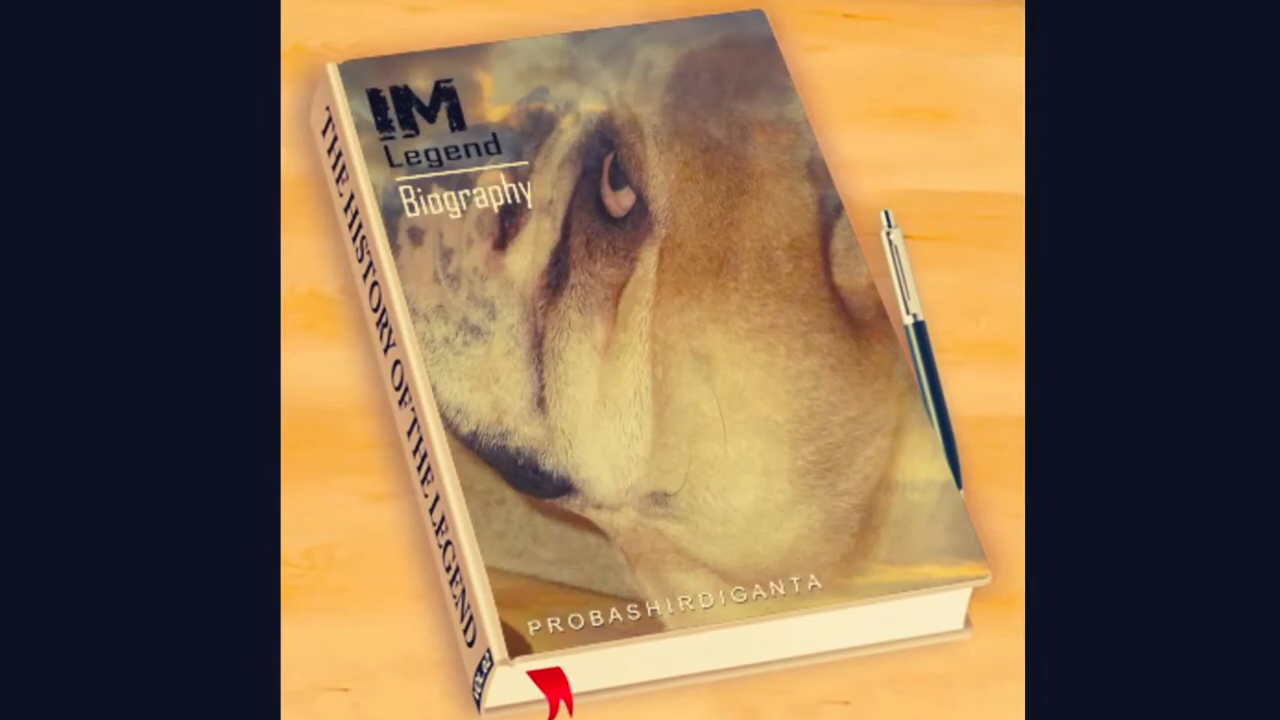 IM
Legend
Biography
THE HISTORY OF THE LEGEND
PROBASHIRDIGANTA